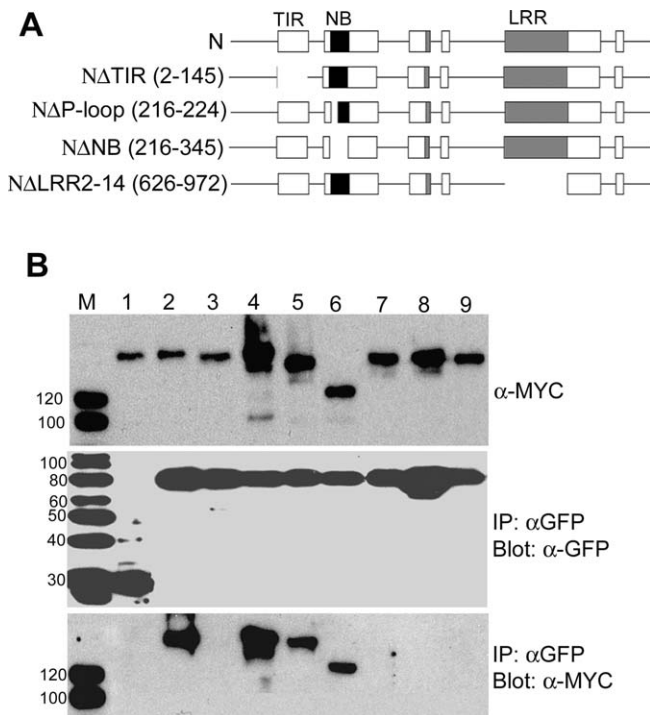 A
TIR NB LRR
N
NΔTIR (2-145)
NΔP-loop (216-224)
NΔNB (216-345)
NΔLRR2-14 (626-972)
B
M 1 2 3 4 5 6 7 8 9
120
100
α-MYC
100
80
60
50
40
30
IP: αGFP
Blot: α-GFP
120
100
IP: αGFP
Blot: α-MYC